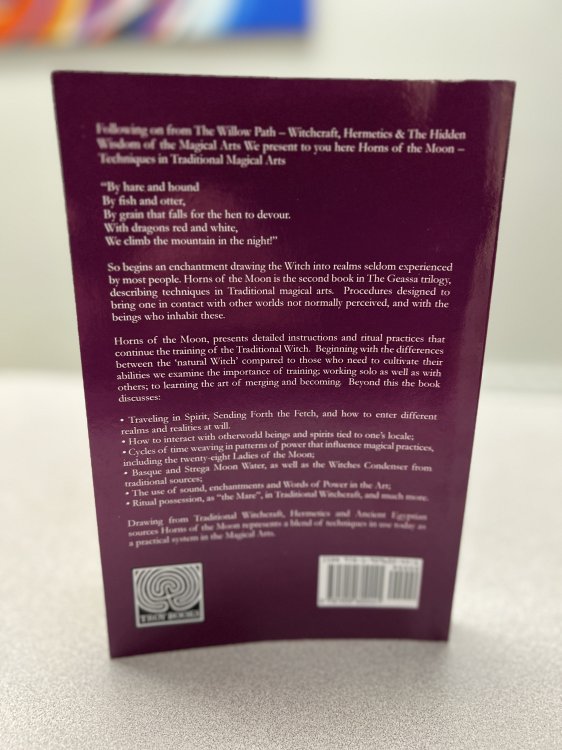 Following on from The Willow Path – Witchcraft, Hermetics & The Hidden
Wisdom of the Magical Arts We present to you here Horns of the Moon –
Techniques in Traditional Magical Arts
“By hare and hound
By fish and otter,
By grain that falls for the hen to devour.
With dragons red and white,
We climb the mountain in the night!”
So begins an enchantment drawing the Witch into realms seldom experienced
by most people. Horns of the Moon is the second book in The Geassa trilogy,
describing techniques in Traditional magical arts. Procedures designed to
bring one in contact with other worlds not normally perceived, and with the
beings who inhabit these.
Horns of the Moon, presents detailed instructions and ritual practices that
continue the training of the Traditional Witch. Beginning with the differences
between the ‘natural Witch’ compared to those who need to cultivate their
abilities we examine the importance of training; working solo as well as with
others; to learning the art of merging and becoming. Beyond this the book
discusses:
• Traveling in Spirit, Sending Forth the Fetch, and how to enter different
realms and realities at will.
• How to interact with otherworld beings and spirits tied to one’s locale;
• Cycles of time weaving in patterns of power that influence magical practices,
including the twenty-eight Ladies of the Moon;
• Basque and Strega Moon Water, as well as the Witches Condenser from
traditional sources;
• The use of sound, enchantments and Words of Power in the Art;
• Ritual possession, as “the Mare”, in Traditional Witchcraft, and much more.
Drawing from Traditional Witchcraft, Hermetics and Ancient Egyptian
sources Horns of the Moon represents a blend of techniques in use today as
a practical system in the Magical Arts.
TROY BOOKS